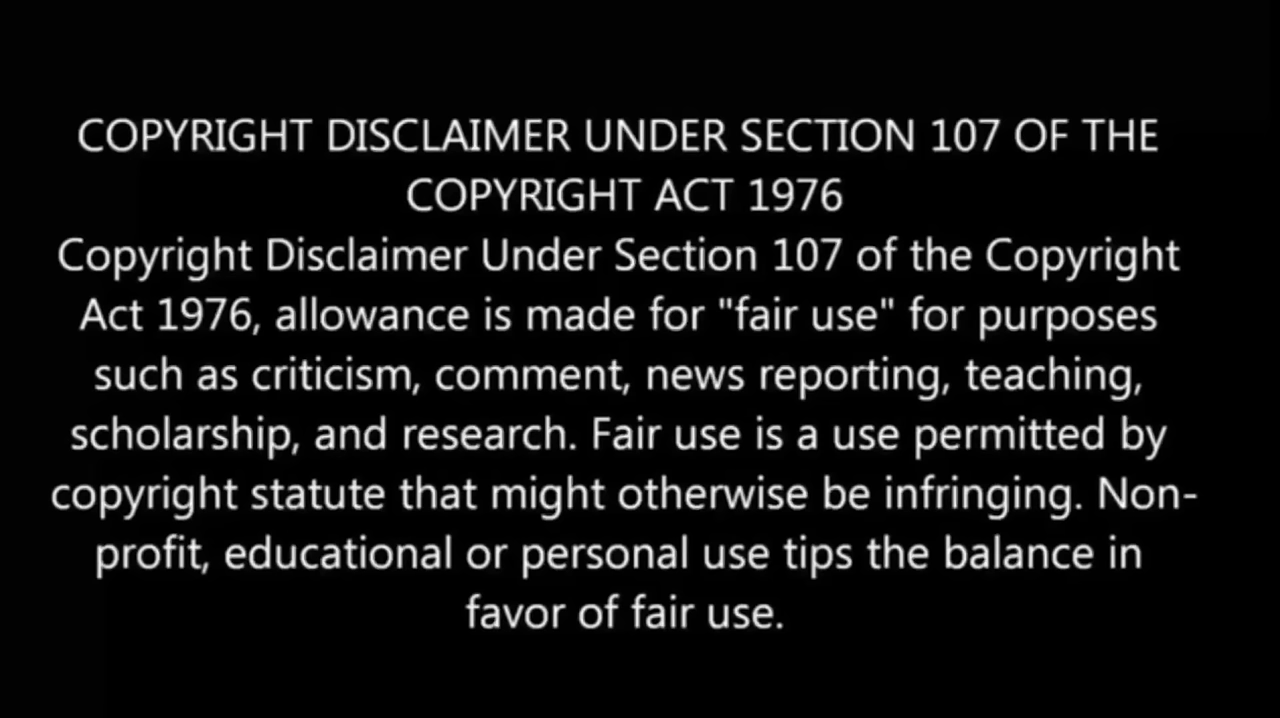 COPYRIGHT DISCLAIMER UNDER SECTION 107 OF THE
COPYRIGHT ACT 1976
Copyright Disclaimer Under Section 107 of the Copyright
Act 1976, allowance is made for "fair use" for purposes
such as criticism, comment, news reporting, teaching,
scholarship, and research. Fair use is a use permitted by
copyright statute that might otherwise be infringing. Non-
profit, educational or personal use tips the balance in
favor of fair use.